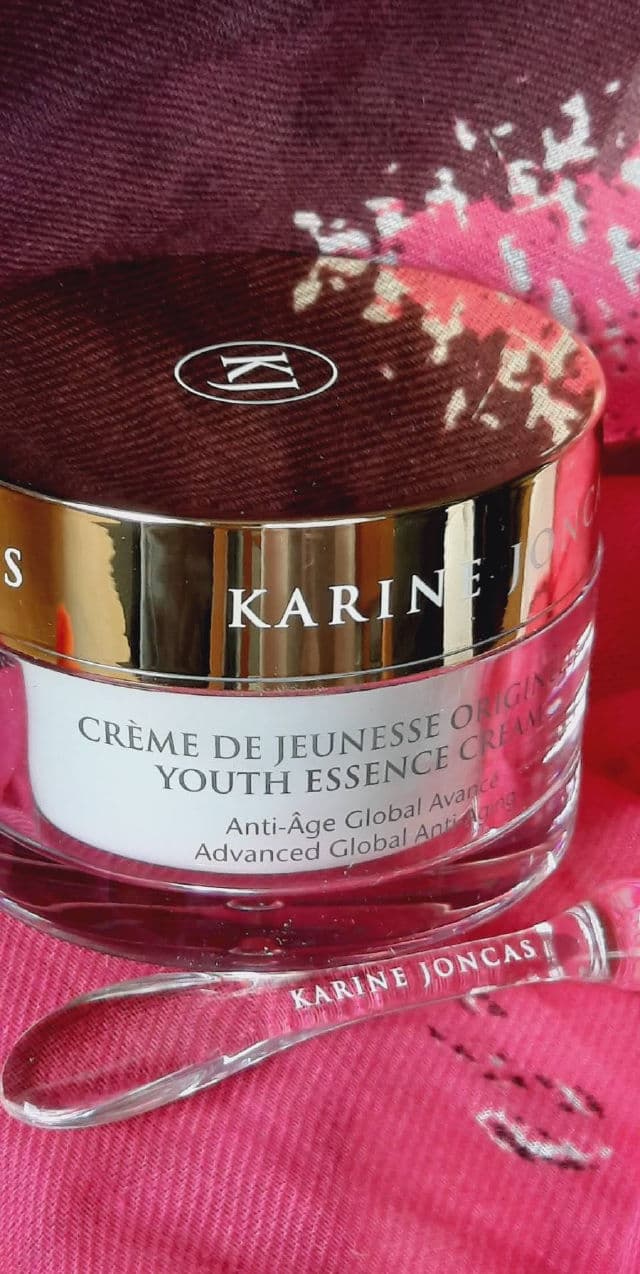 KJ
S
KARINE JONC
CRÈME DE JEUNESSE ORIGIN
YOUTH ESSENCE CREAM
Anti-Âge Global Avancé
Advanced Global Anti-Aging
KARINE JONCAS